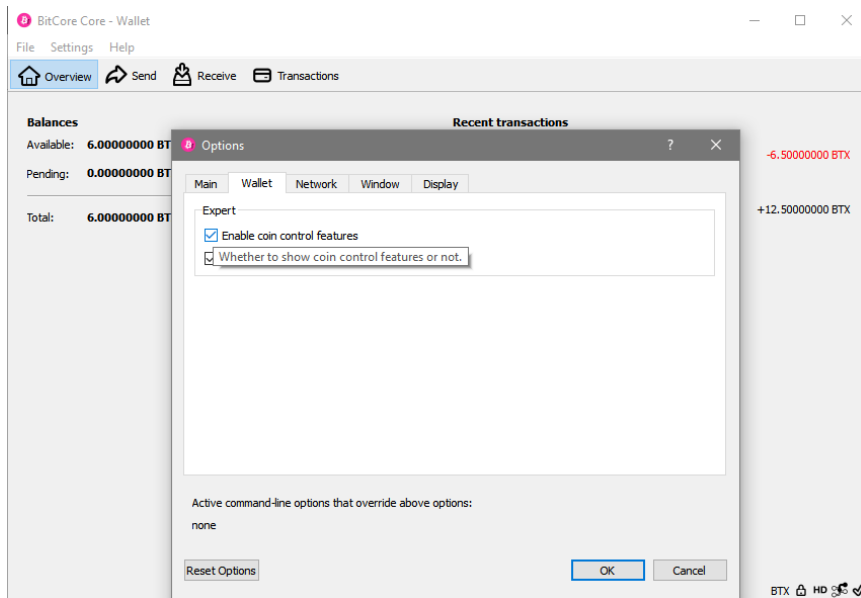 BitCore Core - Wallet
File Settings Help
Overview Send Receive Transactions
Balances
Available: 6.00000000 BT
Pending: 0.00000000 BT
Total: 6.00000000 BT
Recent transactions
-6.50000000 BTX
+12.50000000 BTX
Options
Main Wallet Network Window Display
Expert
Enable coin control features
Whether to show coin control features or not.
Active command-line options that override above options:
none
Reset Options OK Cancel
BTX HD